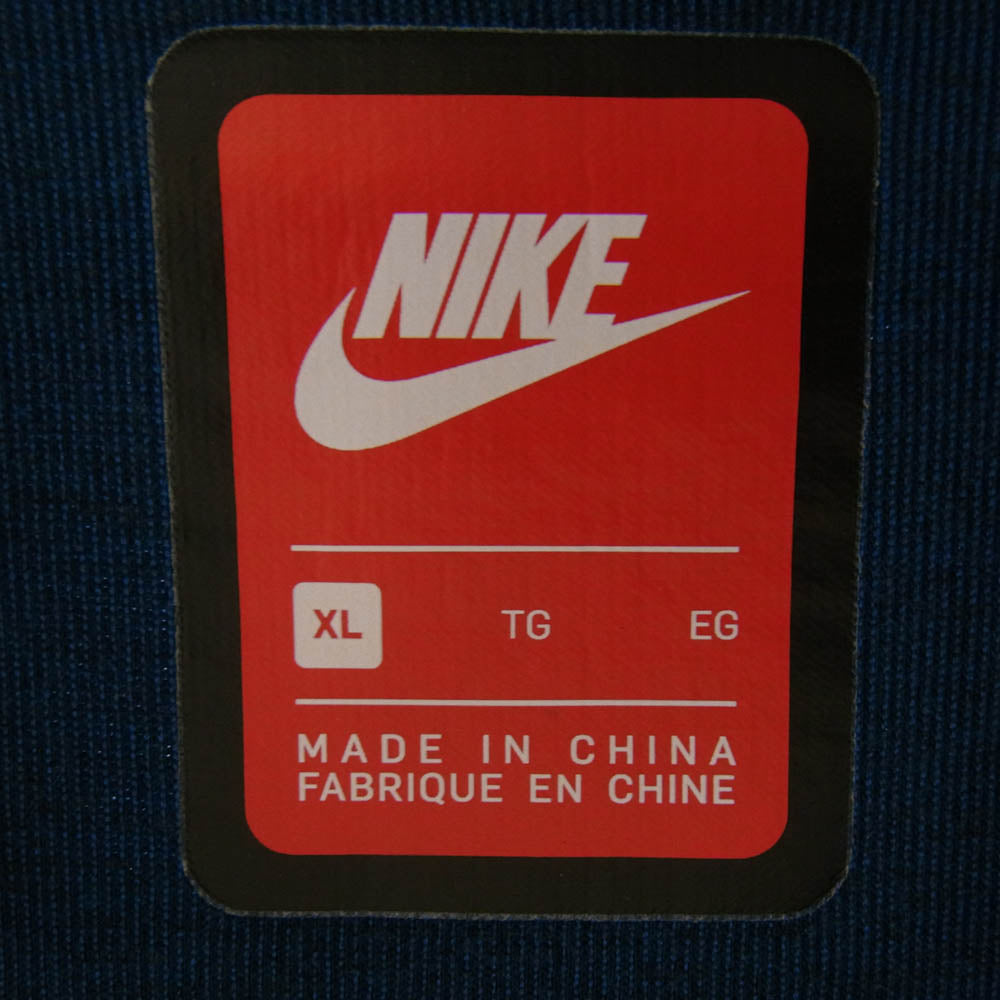 NIKE
XL TG EG
MADE IN CHINA
FABRIQUE EN CHINE